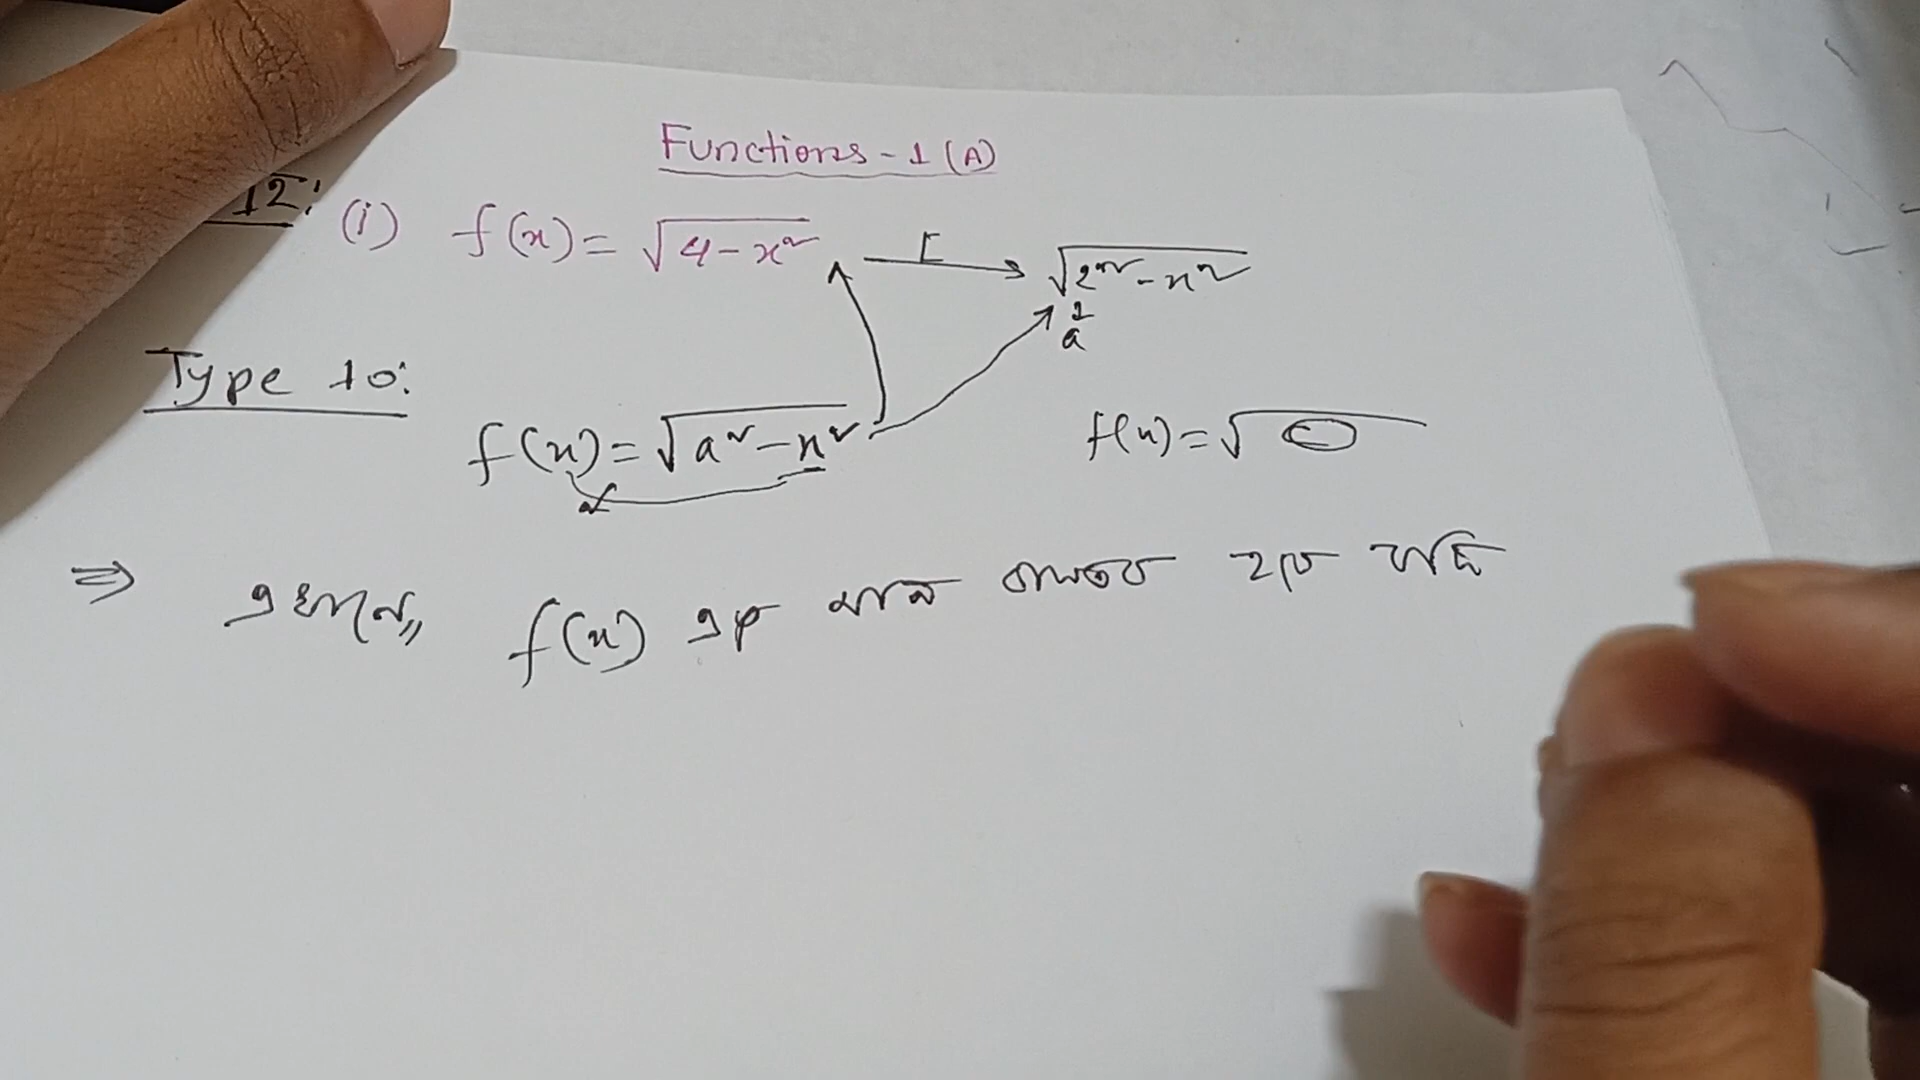 Functions-1(A)
12: (i) f(x) = √4-x² → √2²-x²
a
Type 10:
f(x) = √a²-x² f(x) = √
⇒ এখানে,, f(x) এর মান বাস্তব হবে যদি